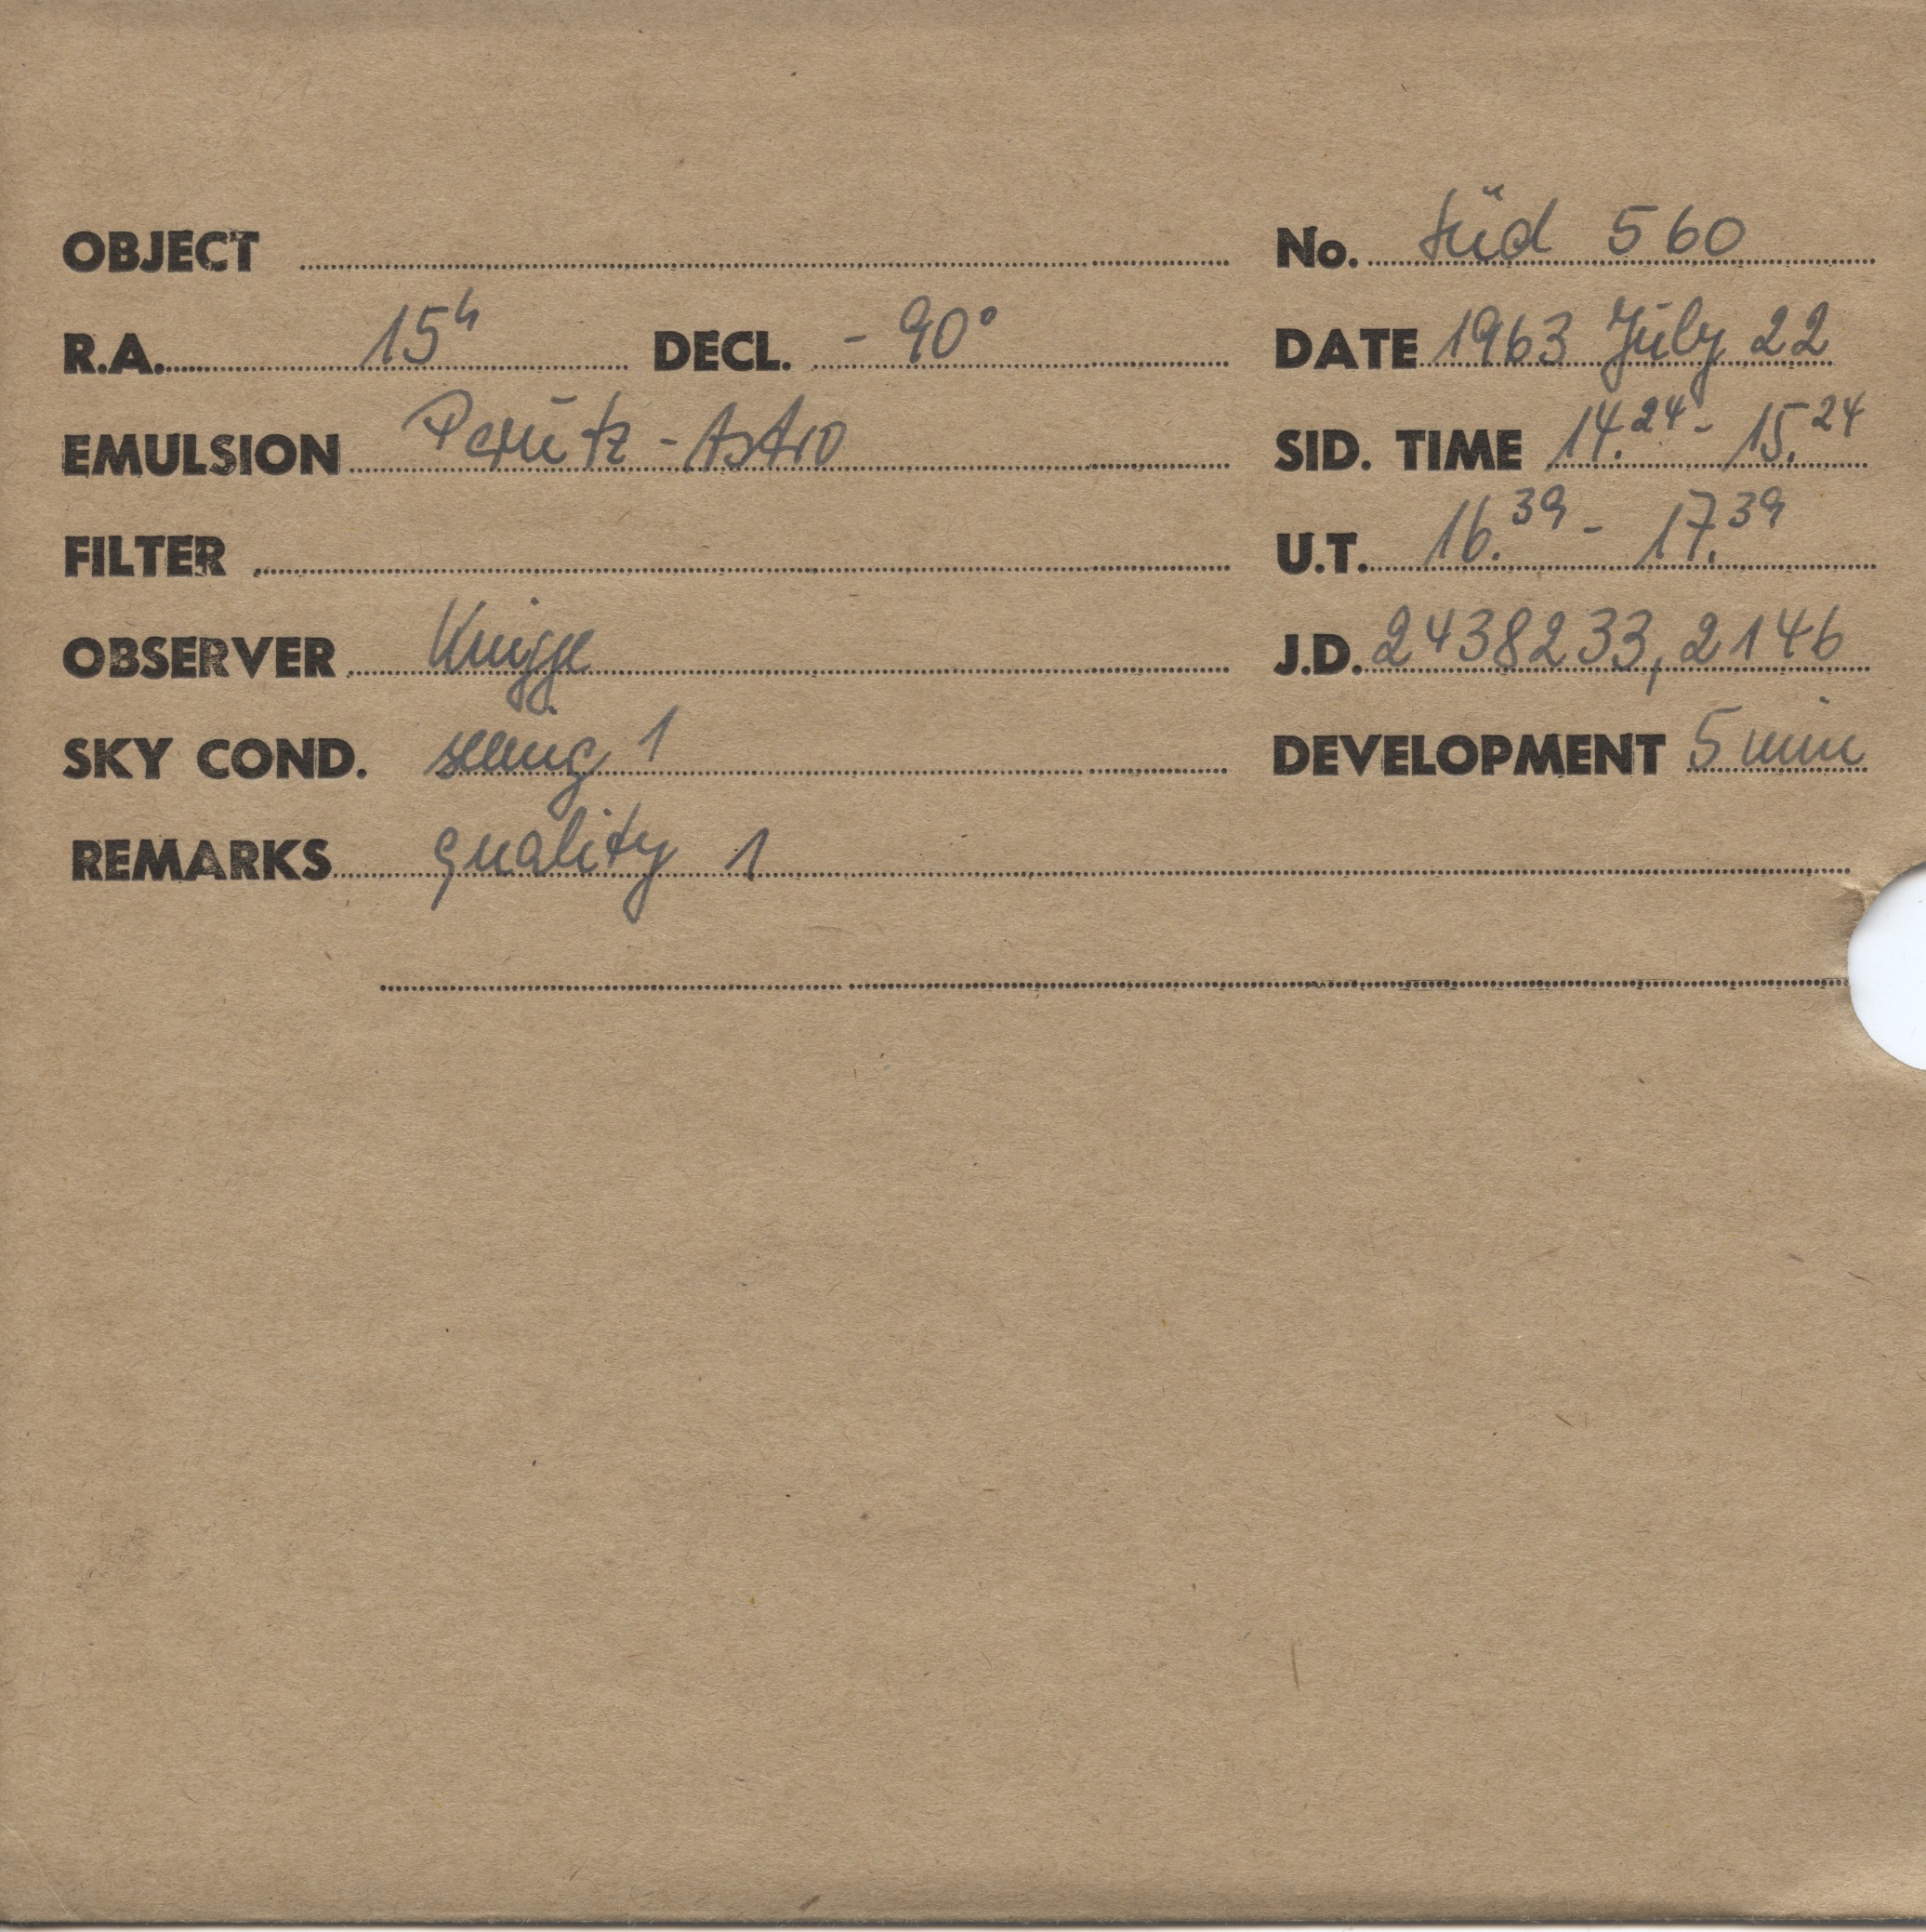 OBJECT No. Süd 560
R.A. 15h DECL. - 90° DATE 1963 July 22
EMULSION Perutz - Astro SID. TIME 14.24 - 15.24
FILTER U.T. 16.39 - 17.39
OBSERVER Knigge J.D. 2438233,2146
SKY COND. seeing 1 DEVELOPMENT 5 min
REMARKS quality 1